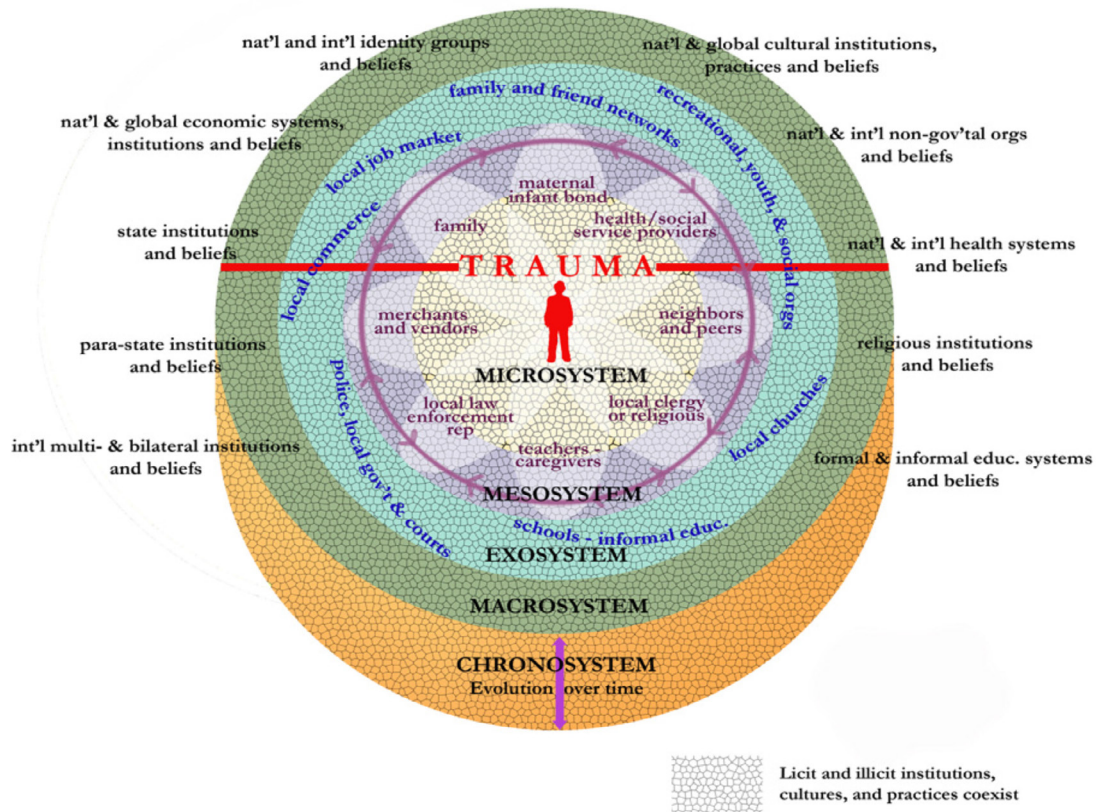 nat'l and int'l identity groups
and beliefs
nat'l & global cultural institutions,
practices and beliefs
family and friend networks
recreational, youth, & social orgs
nat'l & global economic systems,
institutions and beliefs
local job market
nat'l & int'l non-gov'tal orgs
and beliefs
maternal
infant bond
family
health/social
service providers
state institutions
and beliefs
local commerce
TRAUMA
nat'l & int'l health systems
and beliefs
merchants
and vendors
neighbors
and peers
para-state institutions
and beliefs
religious institutions
and beliefs
MICROSYSTEM
local law
enforcement
rep
local clergy
or religious
police, local gov't & courts
local churches
int'l multi- & bilateral institutions
and beliefs
teachers -
caregivers
formal & informal educ. systems
and beliefs
MESOSYSTEM
schools - informal educ.
EXOSYSTEM
MACROSYSTEM
CHRONOSYSTEM
Evolution over time
Licit and illicit institutions,
cultures, and practices coexist